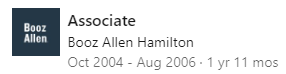 Booz
Allen
Associate
Booz Allen Hamilton
Oct 2004 - Aug 2006 · 1 yr 11 mos